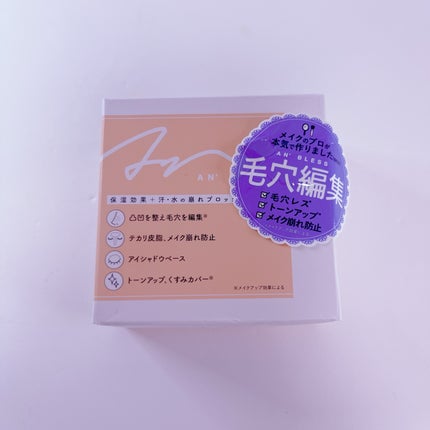 AN'
保湿効果+汗・水の崩れブロッ
凸凹を整え毛穴を編集※
テカリ皮脂、メイク崩れ防止
アイシャドウベース
トーンアップ、くすみカバー※
※メイクアップ効果による
メイクのプロが
本気で作りました。
AN' BLESS
毛穴編集
毛穴レス
トーンアップ
メイク崩れ防止